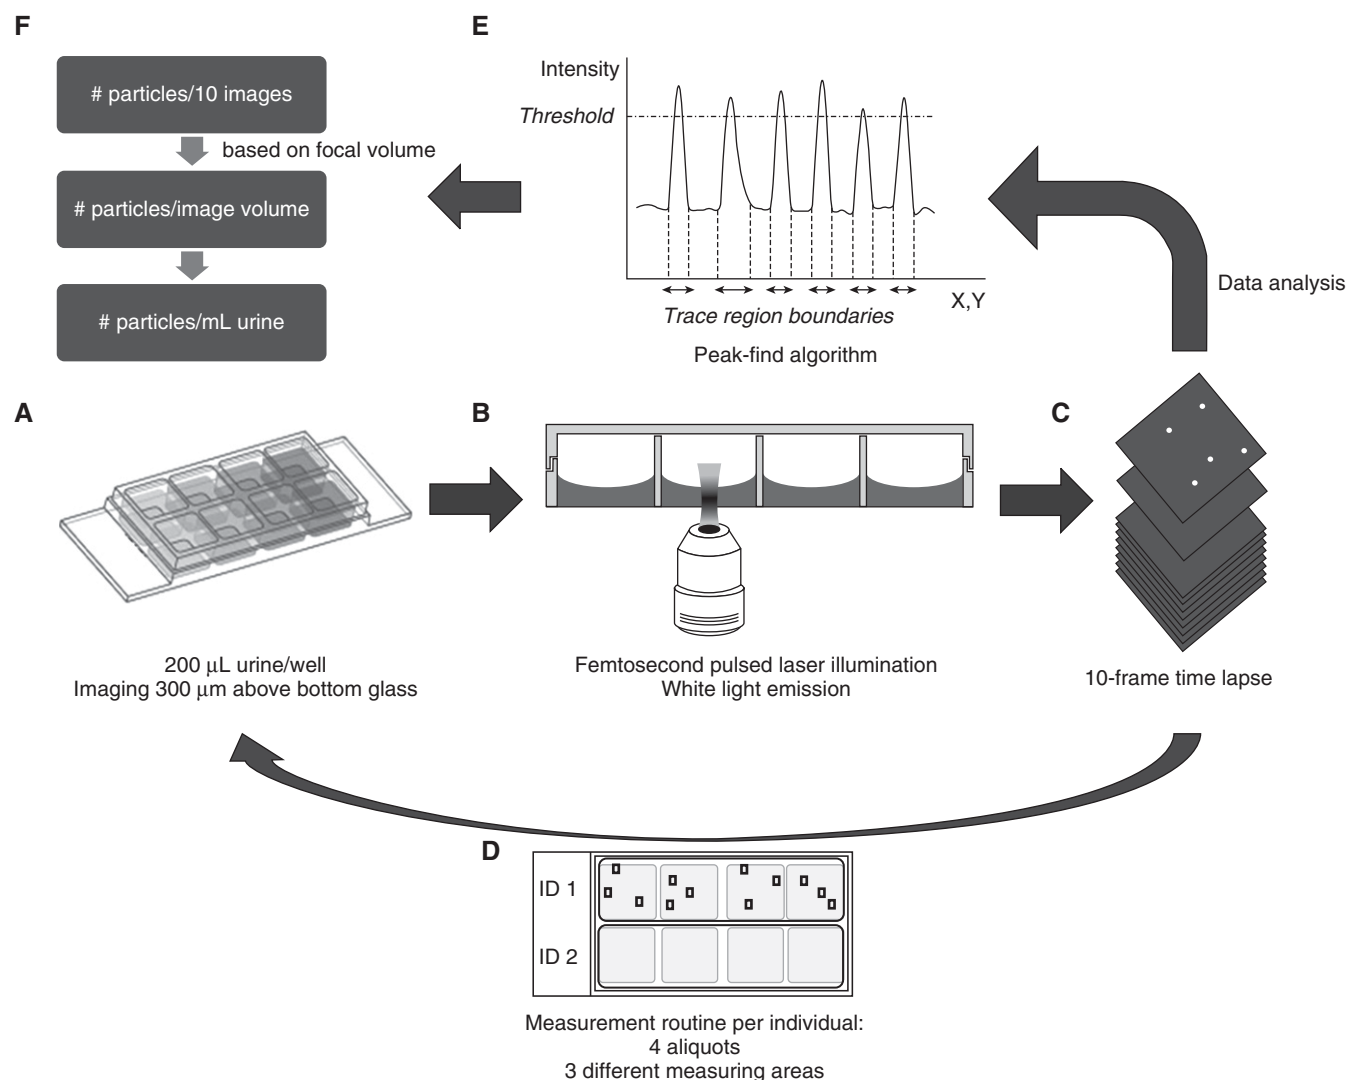 F
# particles/10 images
based on focal volume
# particles/image volume
# particles/mL urine
E
Intensity
Threshold
X,Y
Trace region boundaries
Peak-find algorithm
Data analysis
A
200 μL urine/well
Imaging 300 μm above bottom glass
B
Femtosecond pulsed laser illumination
White light emission
C
10-frame time lapse
D
ID 1
ID 2
Measurement routine per individual:
4 aliquots
3 different measuring areas